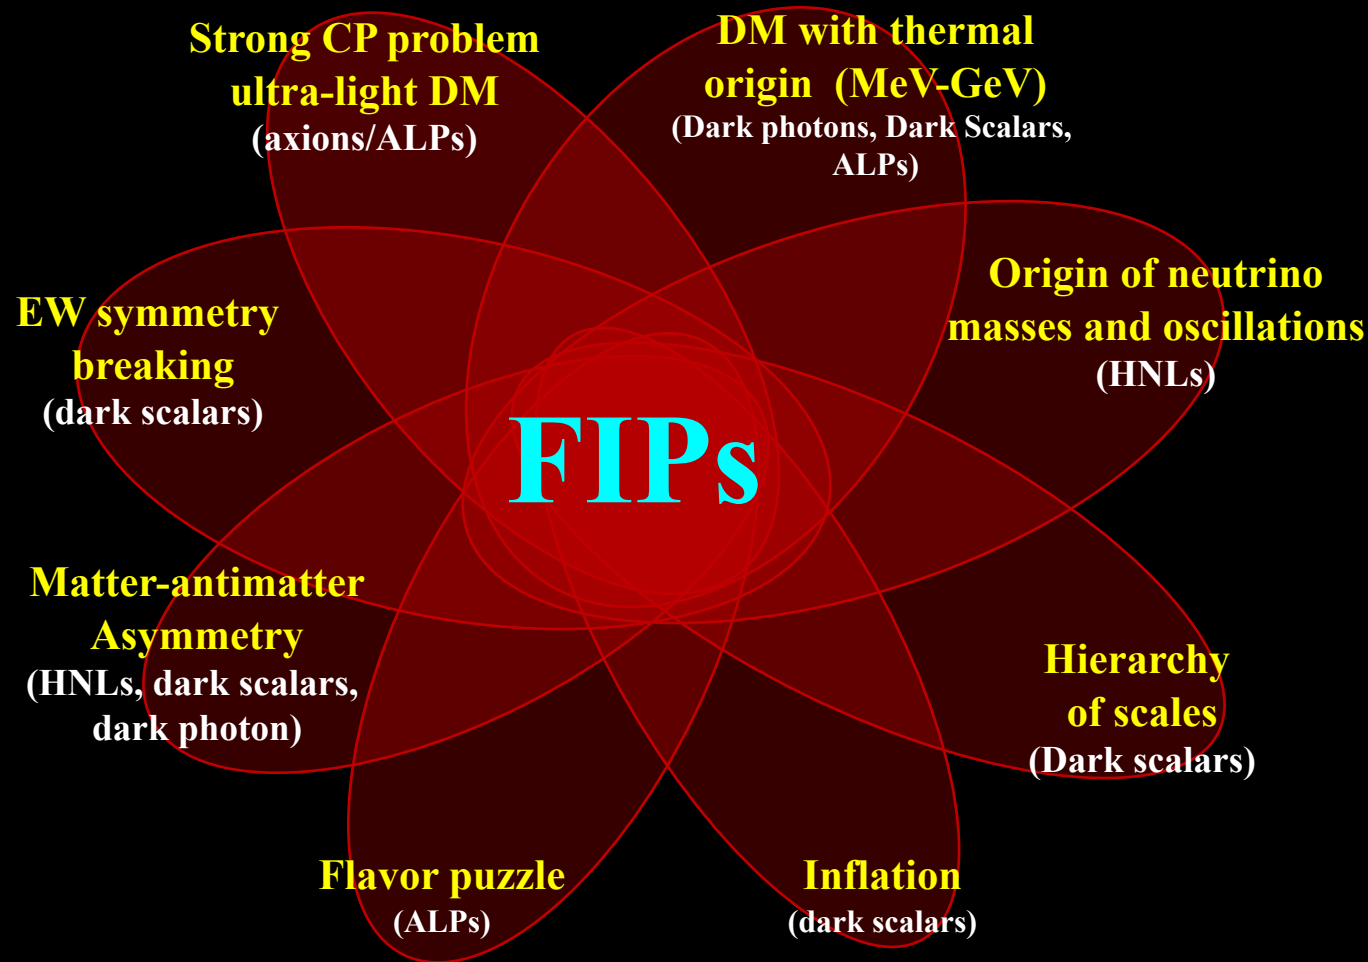 Strong CP problem
ultra-light DM
(axions/ALPs)
DM with thermal
origin (MeV-GeV)
(Dark photons, Dark Scalars,
ALPs)
Origin of neutrino
masses and oscillations
(HNLs)
EW symmetry
breaking
(dark scalars)
FIPs
Matter-antimatter
Asymmetry
(HNLs, dark scalars,
dark photon)
Hierarchy
of scales
(Dark scalars)
Flavor puzzle
(ALPs)
Inflation
(dark scalars)